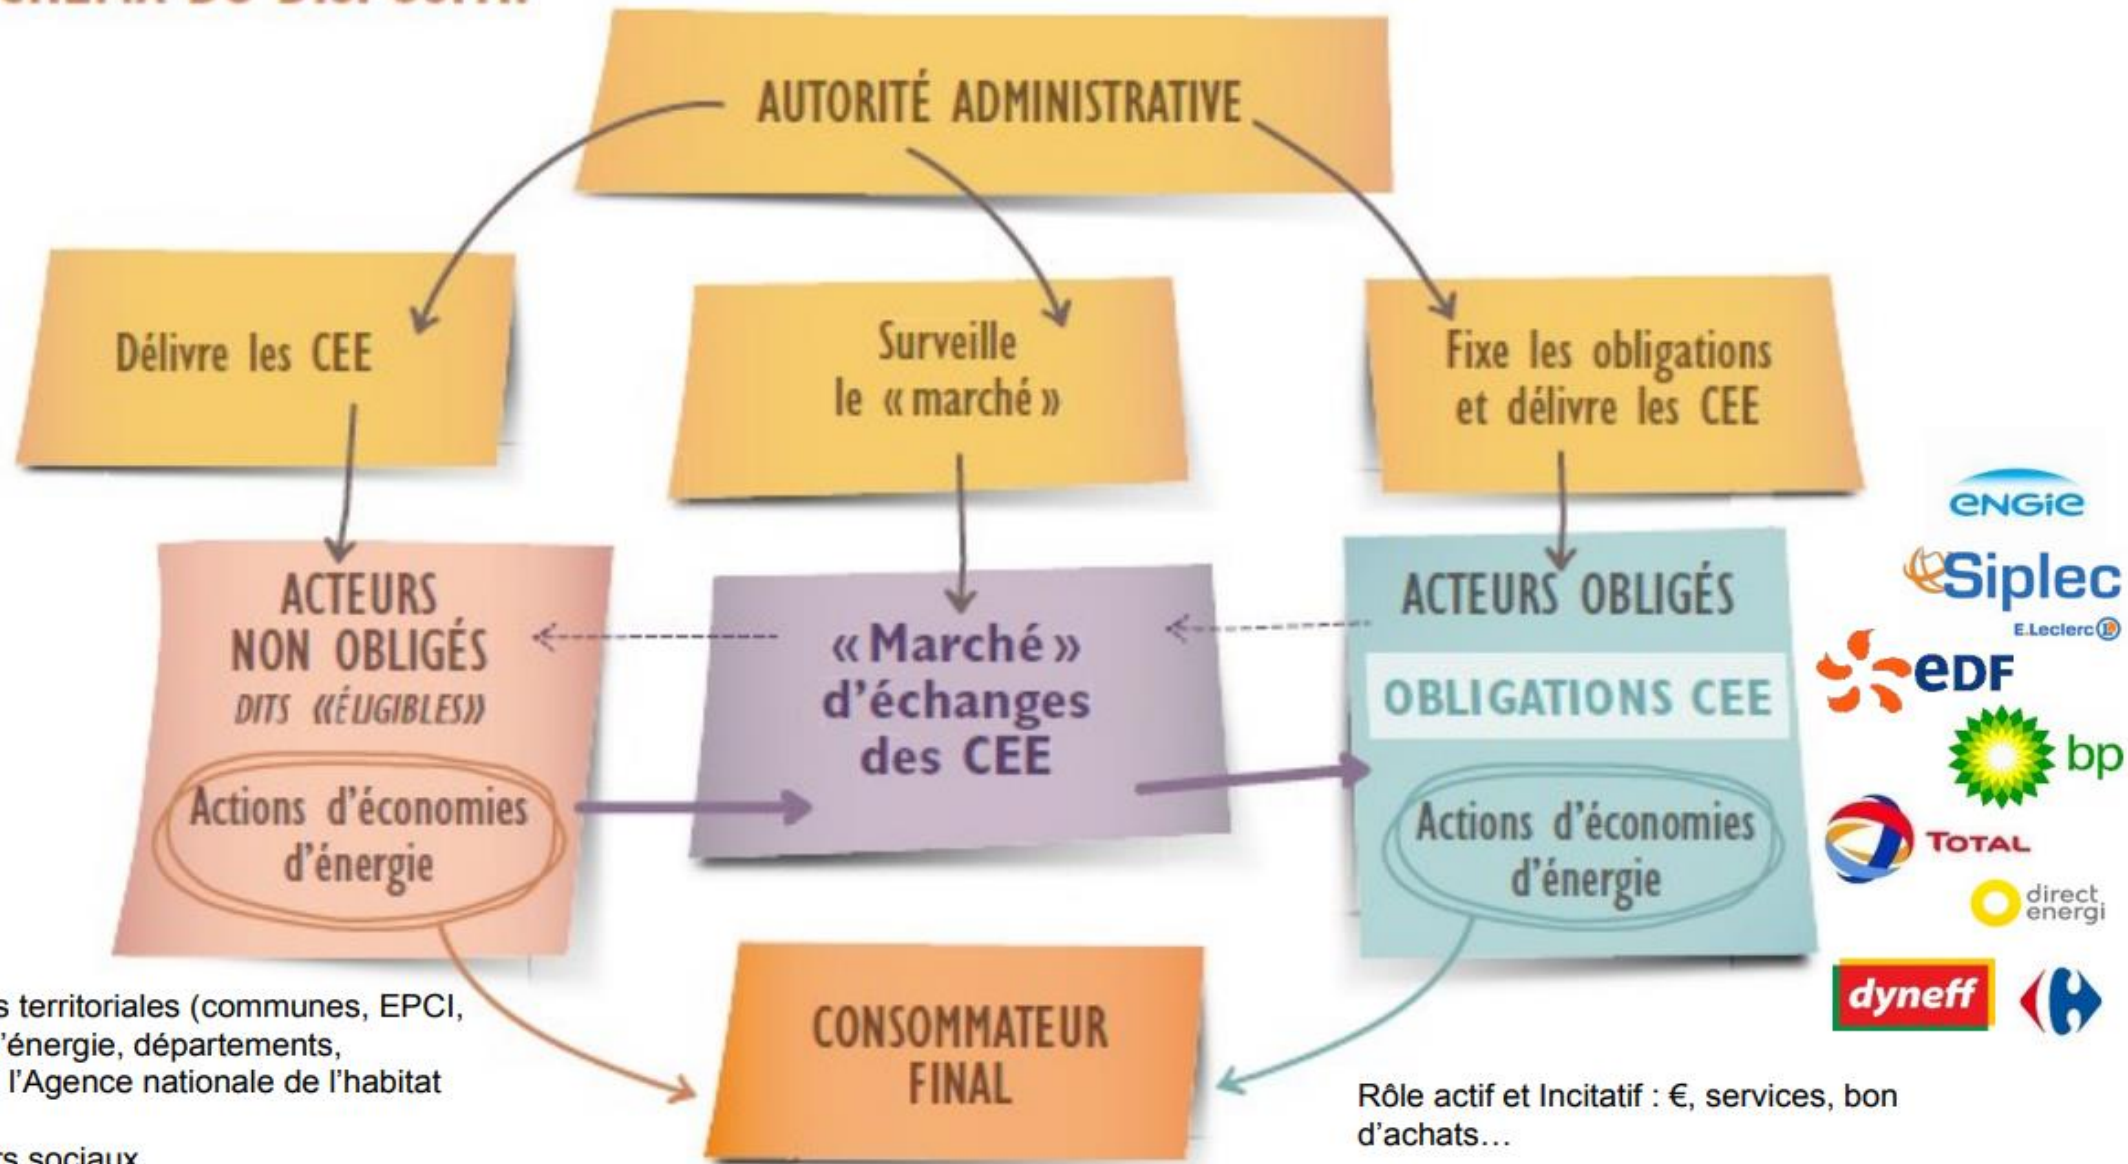 AUTORITÉ ADMINISTRATIVE
Délivre les CEE
Surveille
le « marché »
Fixe les obligations
et délivre les CEE
ACTEURS
NON OBLIGÉS
DITS «ÉLIGIBLES»
Actions d'économies
d'énergie
« Marché »
d'échanges
des CEE
ACTEURS OBLIGÉS
OBLIGATIONS CEE
Actions d'économies
d'énergie
ENGIE
Siplec
E.Leclerc L
eDF
bp
TOTAL
direct
energi
dyneff
territoriales (communes, EPCI,
'énergie, départements,
l'Agence nationale de l'habitat
sociaux
CONSOMMATEUR
FINAL
Rôle actif et Incitatif : €, services, bon
d'achats…